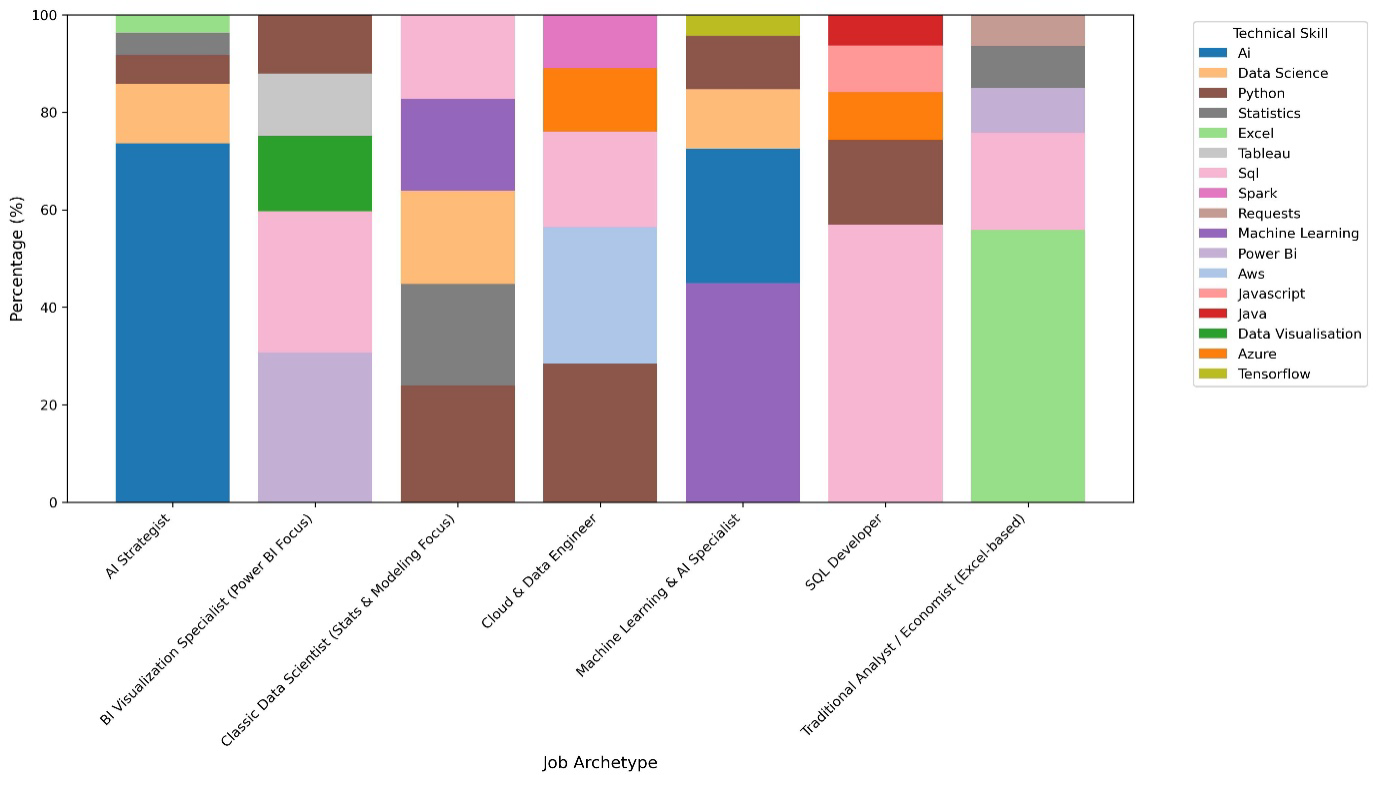 100
80
60
40
20
0
Percentage (%)
AI Strategist
BI Visualization Specialist (Power BI Focus)
Classic Data Scientist (Stats & Modeling Focus)
Cloud & Data Engineer
Machine Learning & AI Specialist
SQL Developer
Traditional Analyst / Economist (Excel-based)
Job Archetype
Technical Skill
Ai
Data Science
Python
Statistics
Excel
Tableau
Sql
Spark
Requests
Machine Learning
Power Bi
Aws
Javascript
Java
Data Visualisation
Azure
Tensorflow